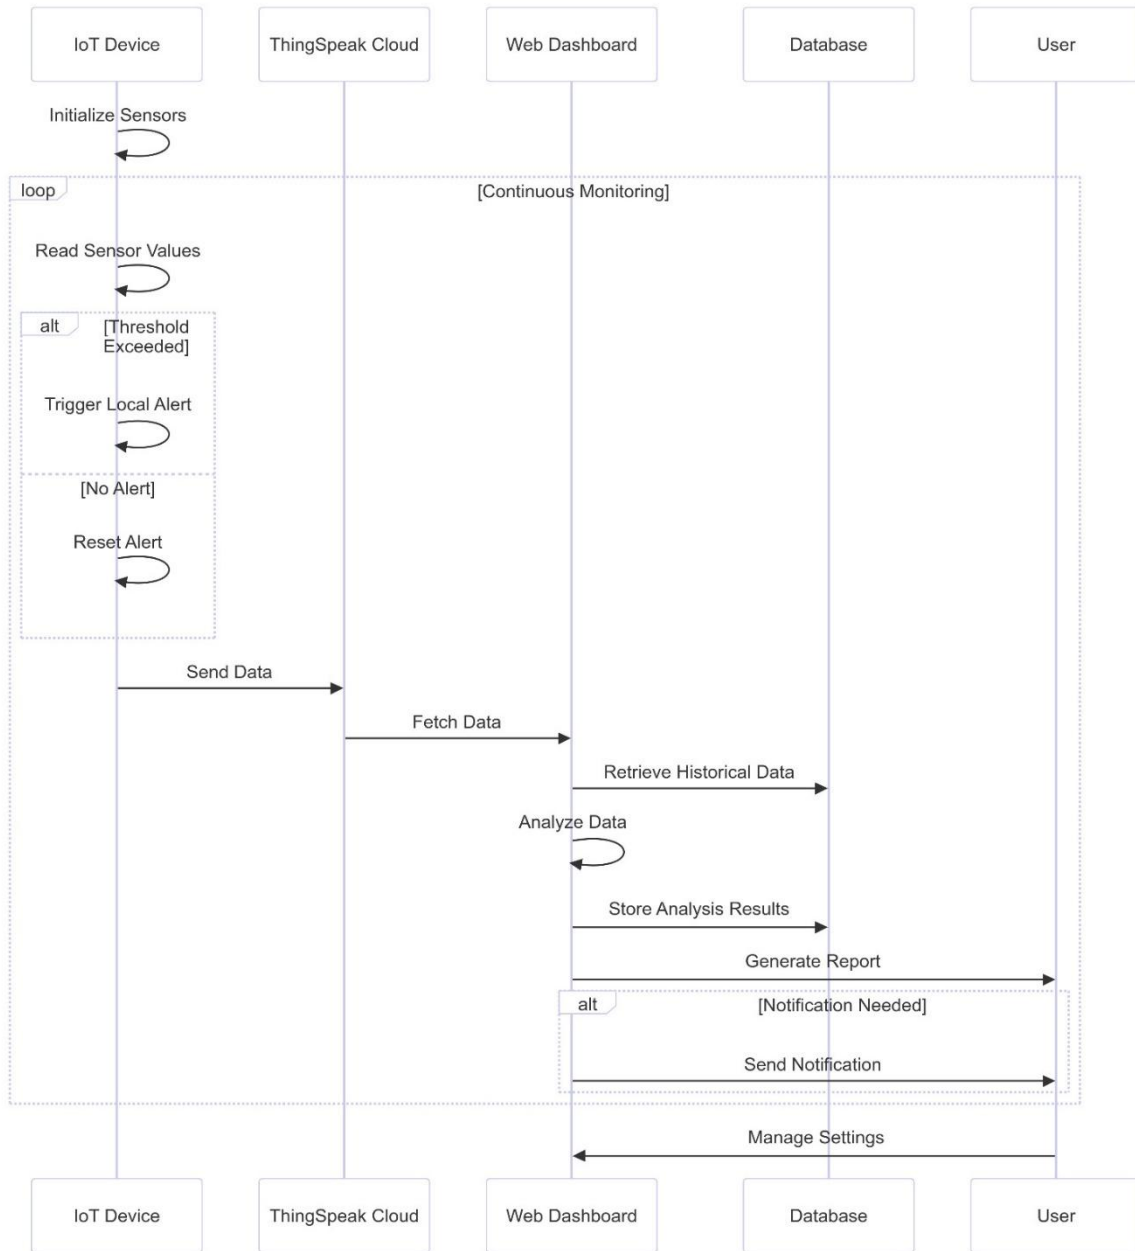 IoT Device
ThingSpeak Cloud
Web Dashboard
Database
User
Initialize Sensors
loop
[Continuous Monitoring]
Read Sensor Values
alt
[Threshold
Exceeded]
Trigger Local Alert
[No Alert]
Reset Alert
Send Data
Fetch Data
Retrieve Historical Data
Analyze Data
Store Analysis Results
Generate Report
alt
[Notification Needed]
Send Notification
Manage Settings
IoT Device
ThingSpeak Cloud
Web Dashboard
Database
User